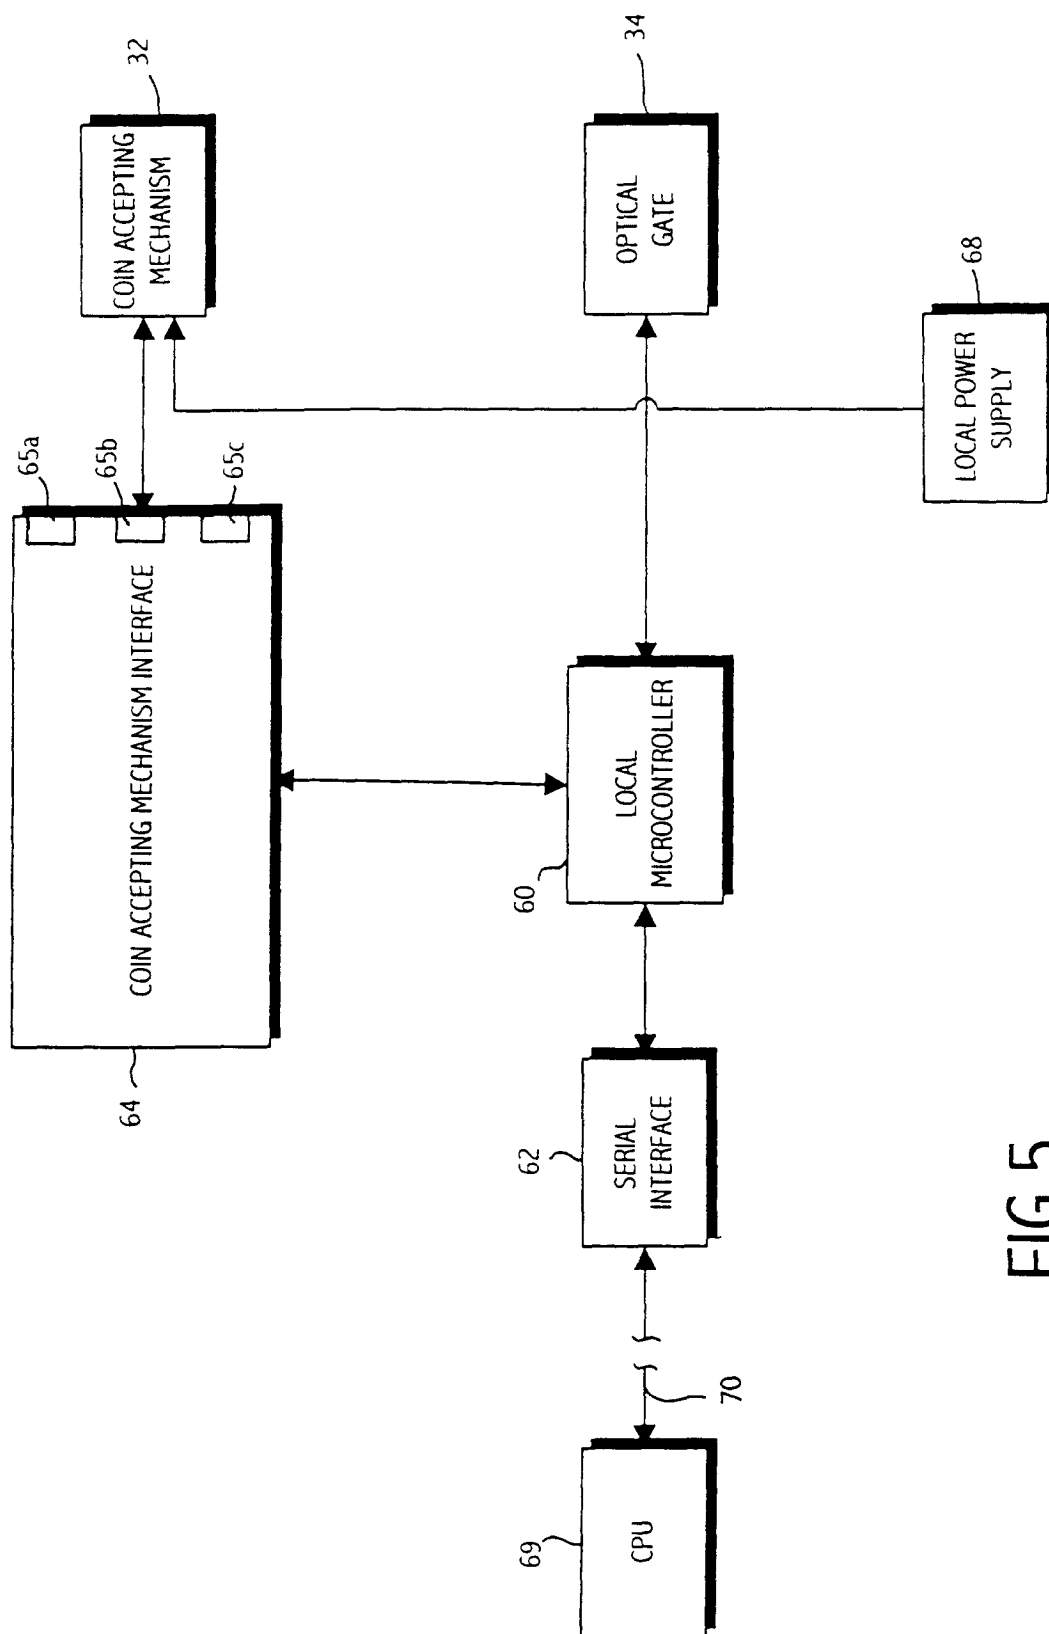 32
COIN ACCEPTING
MECHANISM
34
OPTICAL
GATE
68
LOCAL POWER
SUPPLY
65a
65b
65c
COIN ACCEPTING MECHANISM INTERFACE
64
LOCAL
MICROCONTROLLER
60
SERIAL
INTERFACE
62
70
CPU
69
FIG 5